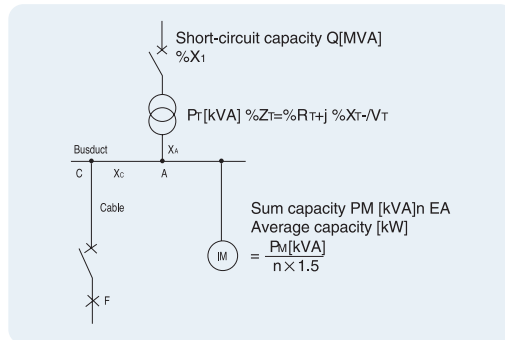 Short-circuit capacity Q[MVA]
%X1
PT[kVA] %ZT=%RT+j %XT-/VT
Busduct
XA
C
XC
A
Cable
Sum capacity PM [kVA]n EA
Average capacity [kW]
IM
= PM[kVA]
n×1.5
F